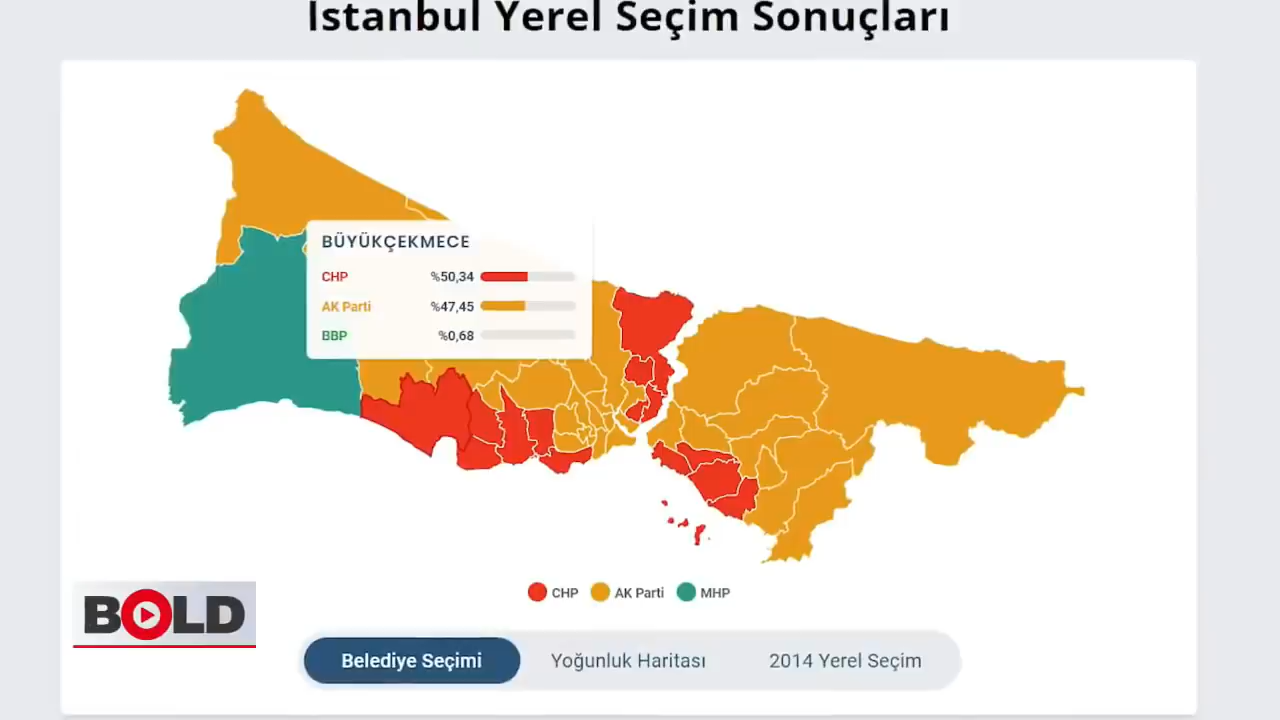 İstanbul Yerel Seçim Sonuçları
BÜYÜKÇEKMECE
CHP %50,34
AK Parti %47,45
BBP %0,68
CHP AK Parti MHP
BOLD
Belediye Seçimi Yoğunluk Haritası 2014 Yerel Seçim